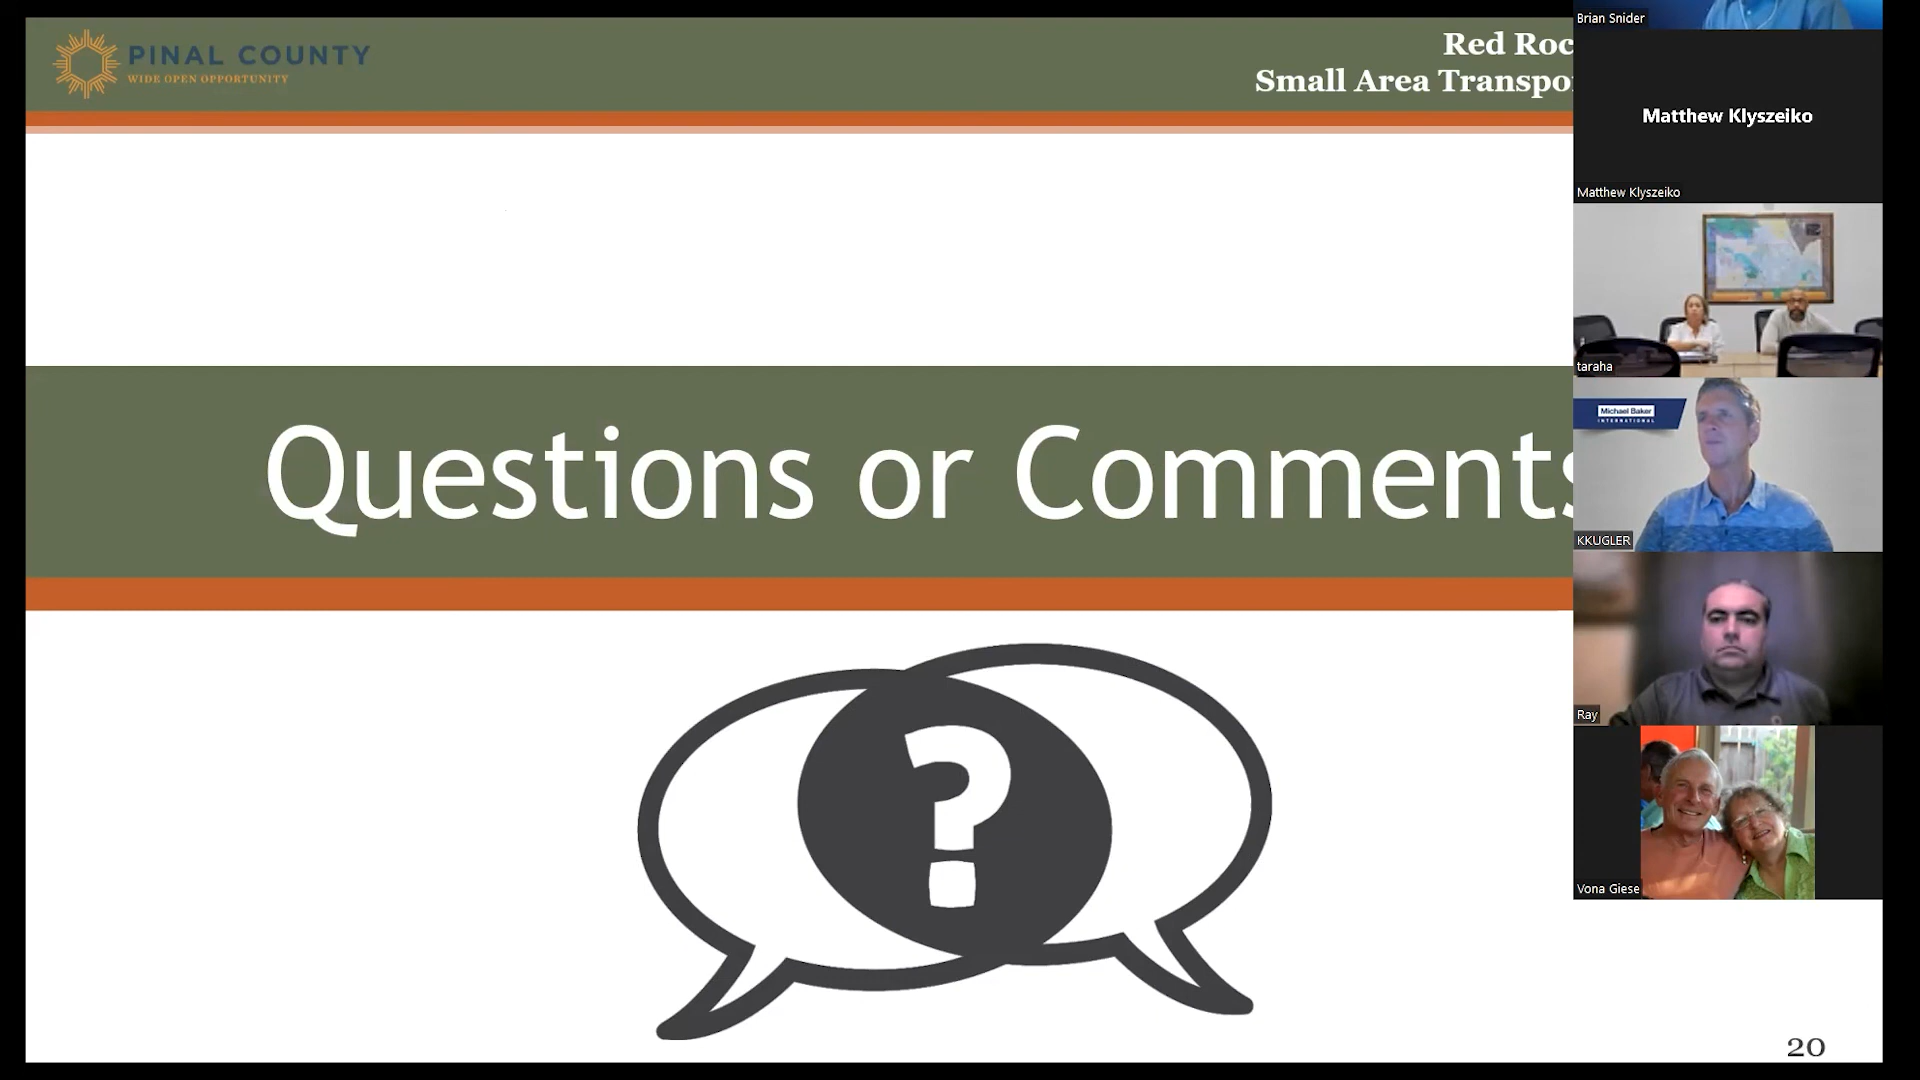 PINAL COUNTY
WIDE OPEN OPPORTUNITY
Red Roc
Small Area Transpo
Questions or Comments
?
20
Brian Snider
Matthew Klyszeiko
Matthew Klyszeiko
taraha
Michael Baker
INTERNATIONAL
KKUGLER
Ray
Vona Giese